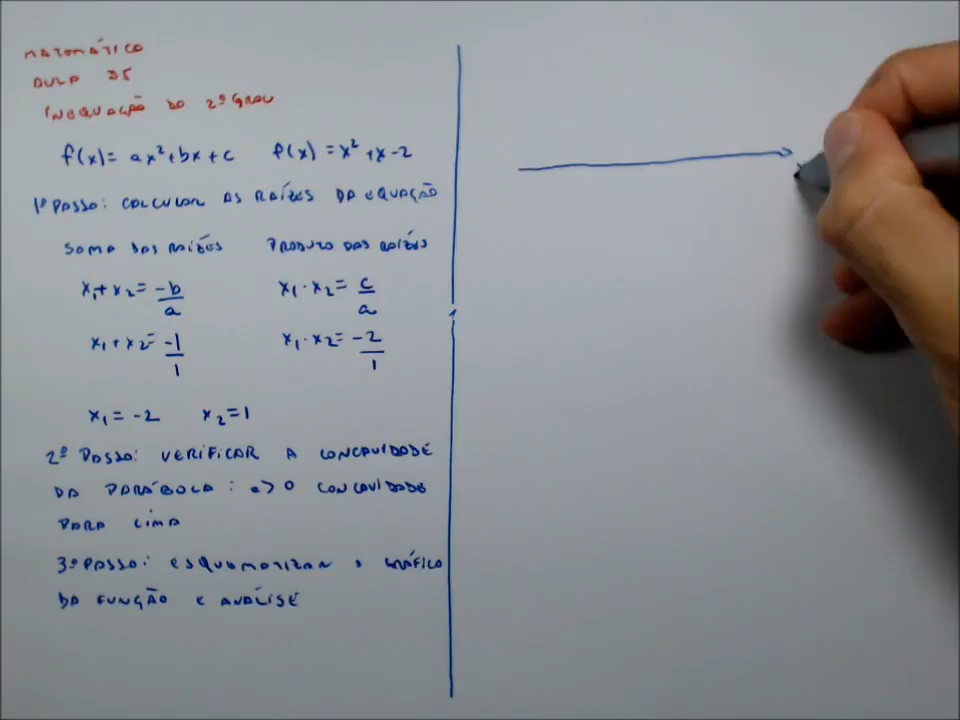 MATEMÁTICA
AULA 35
INEQUAÇÃO DO 2º GRAU
f(x) = ax²+bx+c f(x) = x²+x-2
1º PASSO: CALCULAR AS RAÍZES DA EQUAÇÃO
SOMA DAS RAÍZES PRODUTO DAS RAÍZES
x₁+x₂ = -b/a x₁·x₂ = c/a
x₁+x₂ = -1/1 x₁·x₂ = -2/1
x₁ = -2 x₂ = 1
2º PASSO: VERIFICAR A CONCAVIDADE
DA PARÁBOLA: a>0 CONCAVIDADE
PARA CIMA
3º PASSO: ESQUEMATIZAR O GRÁFICO
DA FUNÇÃO E ANÁLISE